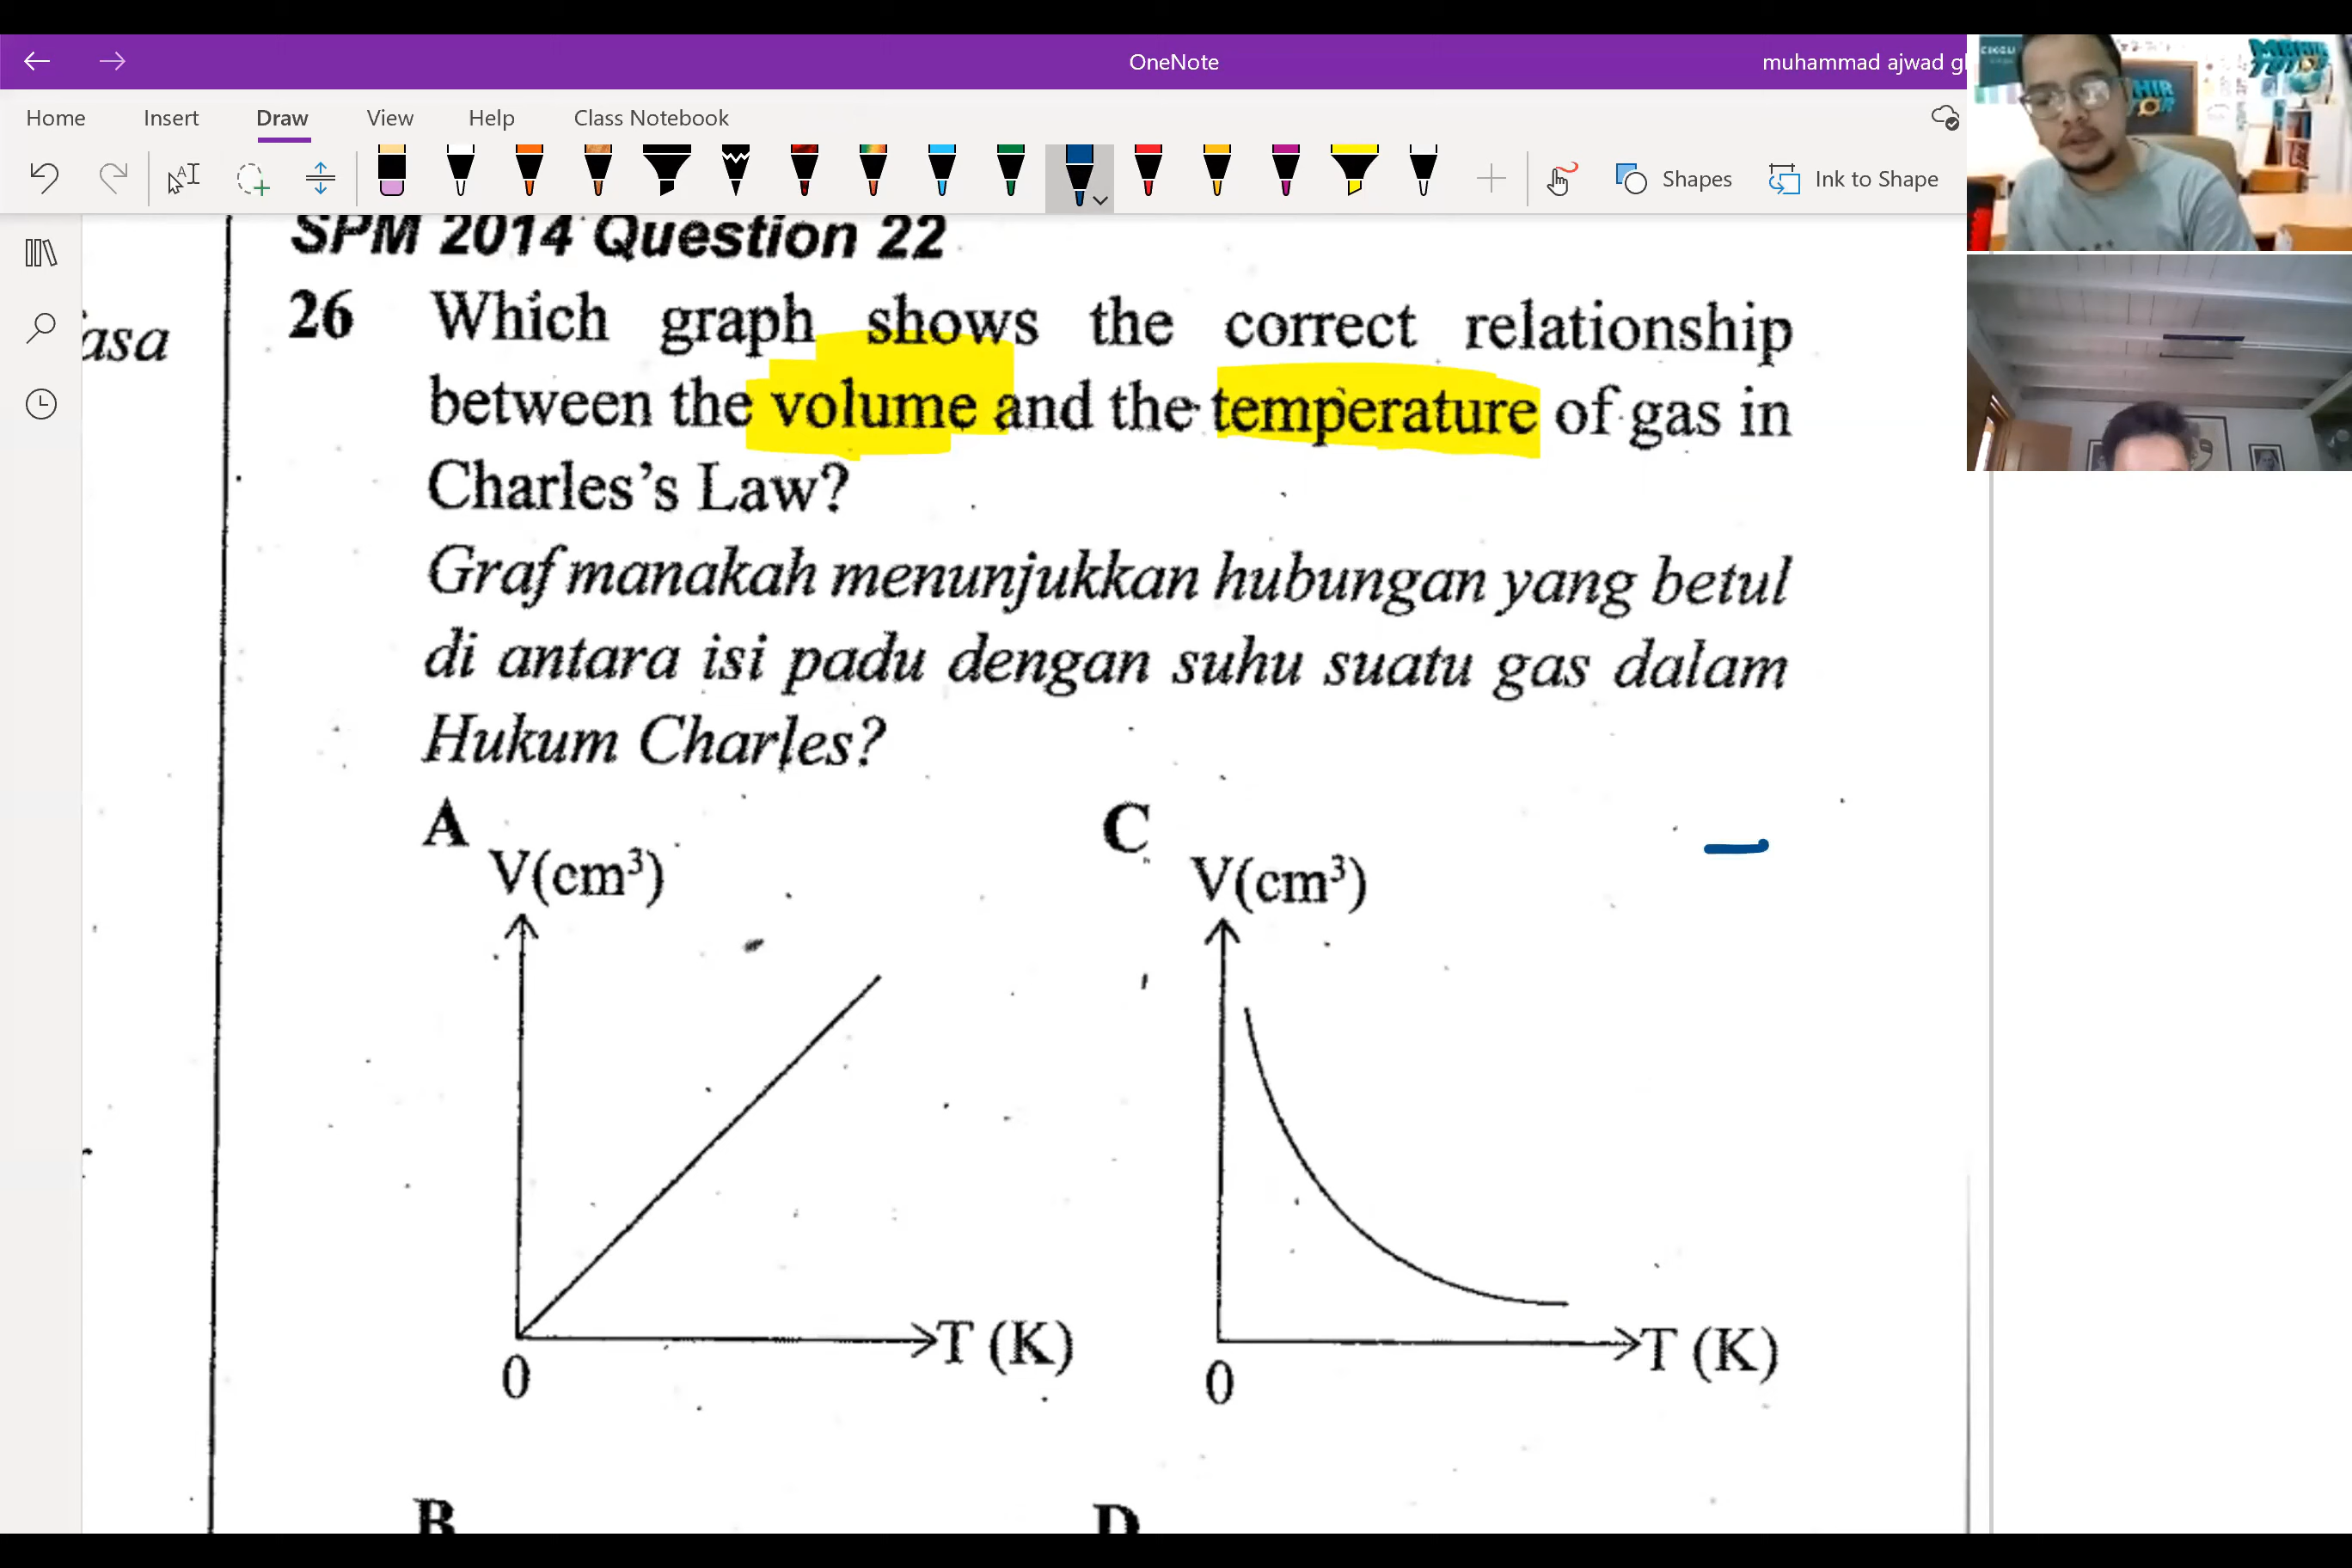 OneNote
muhammad ajwad
Home Insert Draw View Help Class Notebook
Shapes Ink to Shape
SPM 2014 Question 22
asa
26 Which graph shows the correct relationship
between the volume and the temperature of gas in
Charles's Law?
Graf manakah menunjukkan hubungan yang betul
di antara isi padu dengan suhu suatu gas dalam
Hukum Charles?
A
V(cm³)
T (K)
0
C
V(cm³)
T (K)
0
B
D